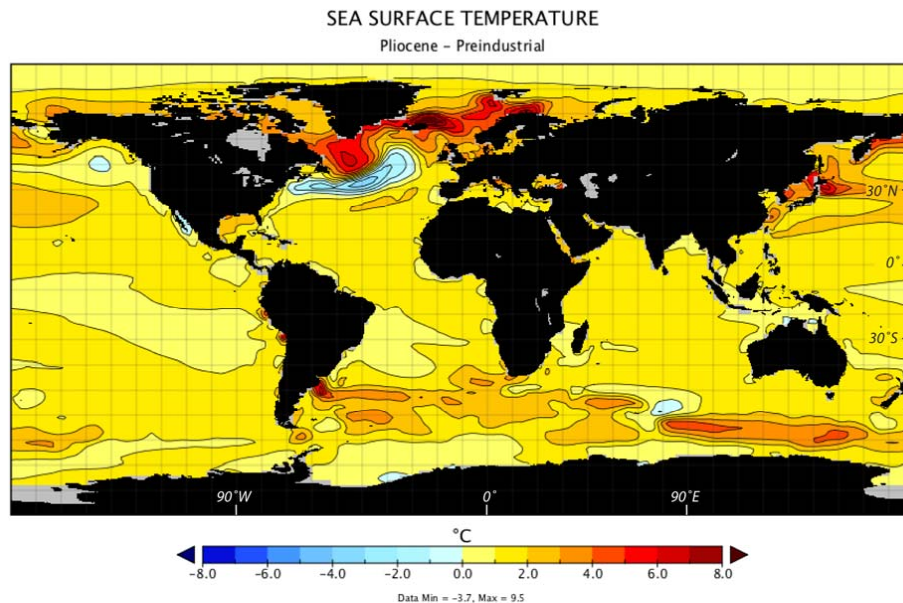 SEA SURFACE TEMPERATURE
Pliocene – Preindustrial
30°N
0°
30°S
90°W 0° 90°E
°C
−8.0 −6.0 −4.0 −2.0 0.0 2.0 4.0 6.0 8.0
Data Min = −3.7, Max = 9.5